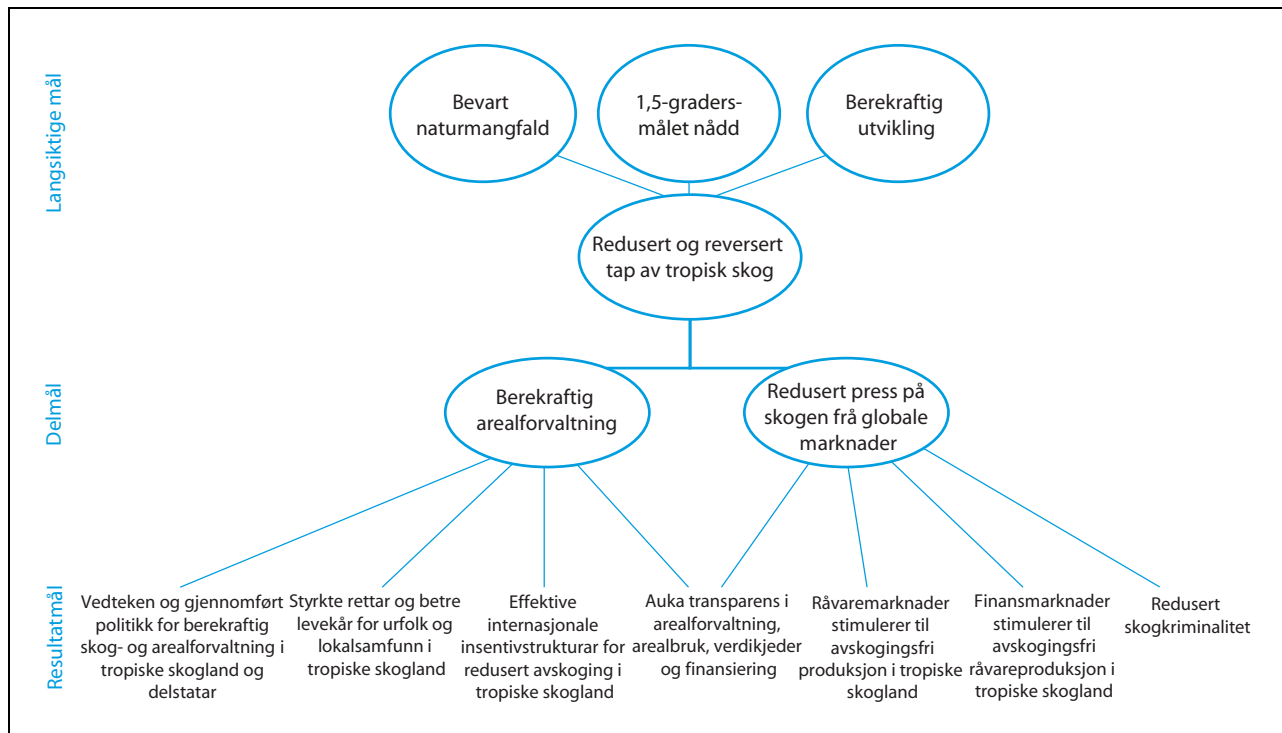 Langsiktige mål
Bevart
naturmangfald
1,5-graders-
målet nådd
Berekraftig
utvikling
Redusert og reversert
tap av tropisk skog
Delmål
Berekraftig
arealforvaltning
Redusert press på
skogen frå globale
marknader
Resultatmål
Vedteken og gjennomført
politikk for berekraftig
skog- og arealforvaltning i
tropiske skogland og
delstatar
Styrkte rettar og betre
levekår for urfolk og
lokalsamfunn i
tropiske skogland
Effektive
internasjonale
insentivstrukturar for
redusert avskoging i
tropiske skogland
Auka transparens i
arealforvaltning,
arealbruk, verdikjeder
og finansiering
Råvaremarknader
stimulerer til
avskogingsfri
produksjon i tropiske
skogland
Finansmarknader
stimulerer til
avskogingsfri
råvareproduksjon i
tropiske skogland
Redusert
skogkriminalitet